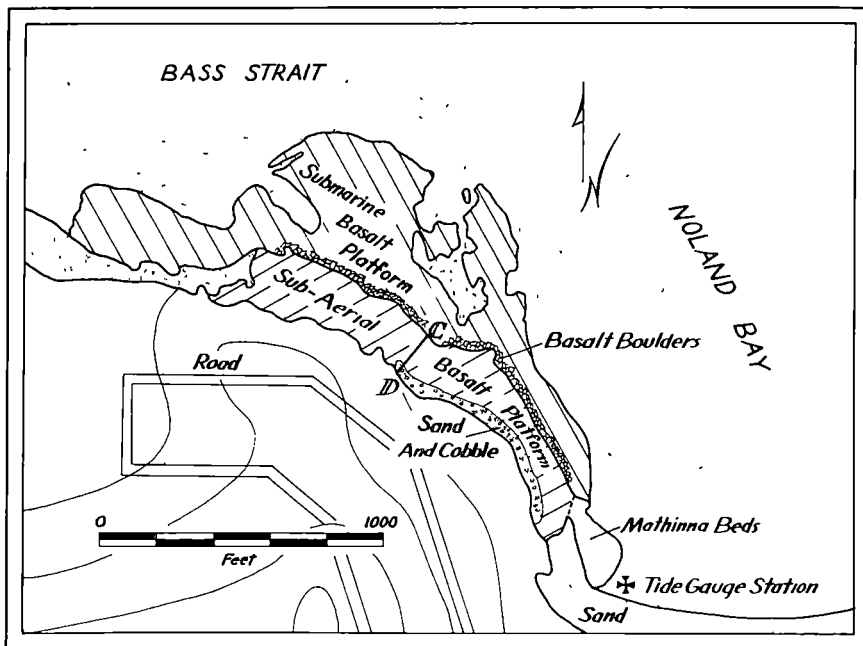 BASS STRAIT
NOLAND BAY
N
Submarine
Basalt
Platform
Sub-Aerial
Basalt
Platform
C
D
Basalt Boulders
Road
Sand
And Cobble
0 1000
Feet
Mathinna Beds
Tide Gauge Station
Sand